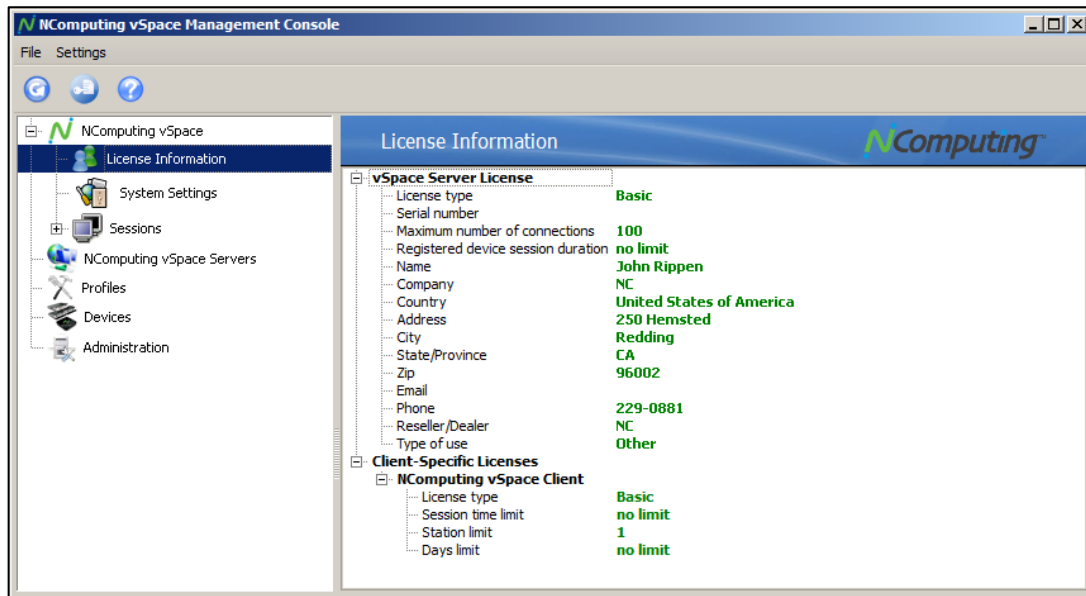 NComputing vSpace Management Console
File Settings
NComputing vSpace
License Information
System Settings
Sessions
NComputing vSpace Servers
Profiles
Devices
Administration
License Information
NComputing™
vSpace Server License
License type Basic
Serial number
Maximum number of connections 100
Registered device session duration no limit
Name John Rippen
Company NC
Country United States of America
Address 250 Hemsted
City Redding
State/Province CA
Zip 96002
Email
Phone 229-0881
Reseller/Dealer NC
Type of use Other
Client-Specific Licenses
NComputing vSpace Client
License type Basic
Session time limit no limit
Station limit 1
Days limit no limit